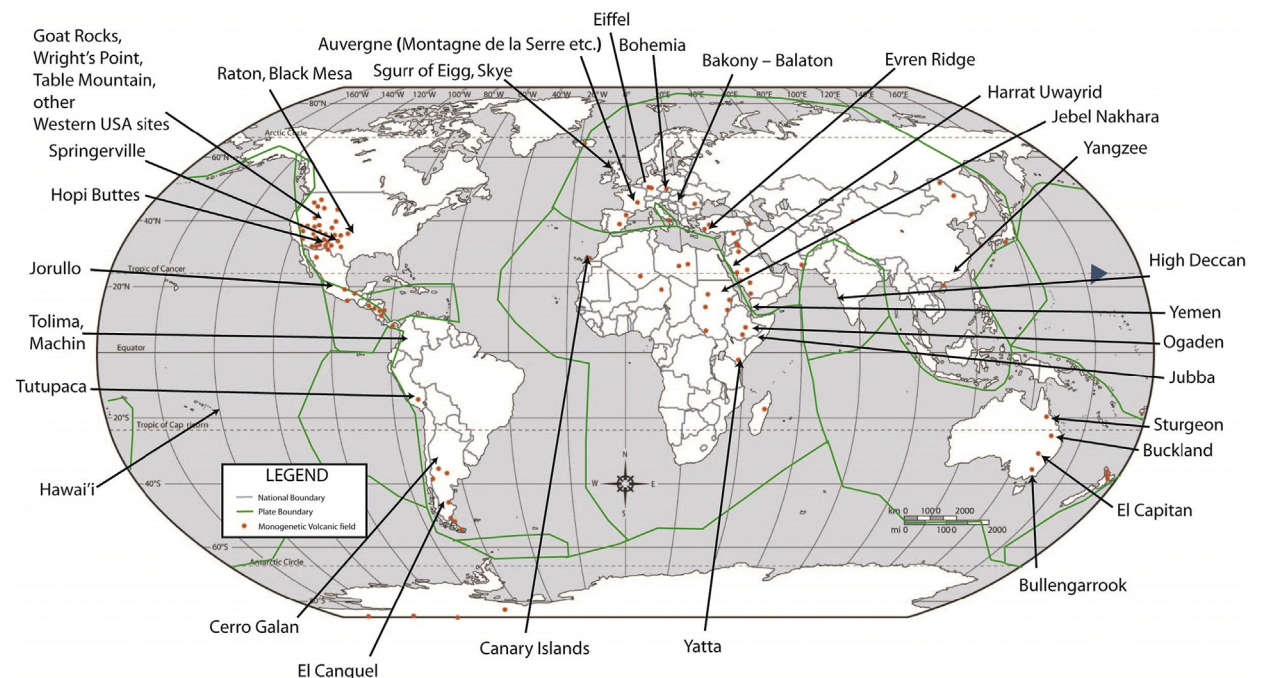 Goat Rocks,
Wright's Point,
Table Mountain,
other
Western USA sites
Springerville
Hopi Buttes
Jorullo
Tolima,
Machin
Tutupaca
Hawai'i
Raton, Black Mesa
Auvergne (Montagne de la Serre etc.)
Sgurr of Eigg, Skye
Eiffel
Bohemia
Bakony – Balaton
Evren Ridge
Harrat Uwayrid
Jebel Nakhara
Yangzee
High Deccan
Yemen
Ogaden
Jubba
Sturgeon
Buckland
El Capitan
Bullengarrook
Yatta
Canary Islands
El Canquel
Cerro Galan
160°W 140°W 120°W 100°W 80°W 60°W 40°W 20°W 0° 20°E 40°E 60°E 80°E 100°E 120°E 140°E 160°E
80°N
Arctic Circle
60°N
40°N
Tropic of Cancer
20°N
Equator
20°S
Tropic of Capricorn
40°S
60°S
Antarctic Circle
80°S
LEGEND
National Boundary
Plate Boundary
Monogenetic Volcanic field
N
W
E
S
km 0 1000 2000
mi 0 1000 2000